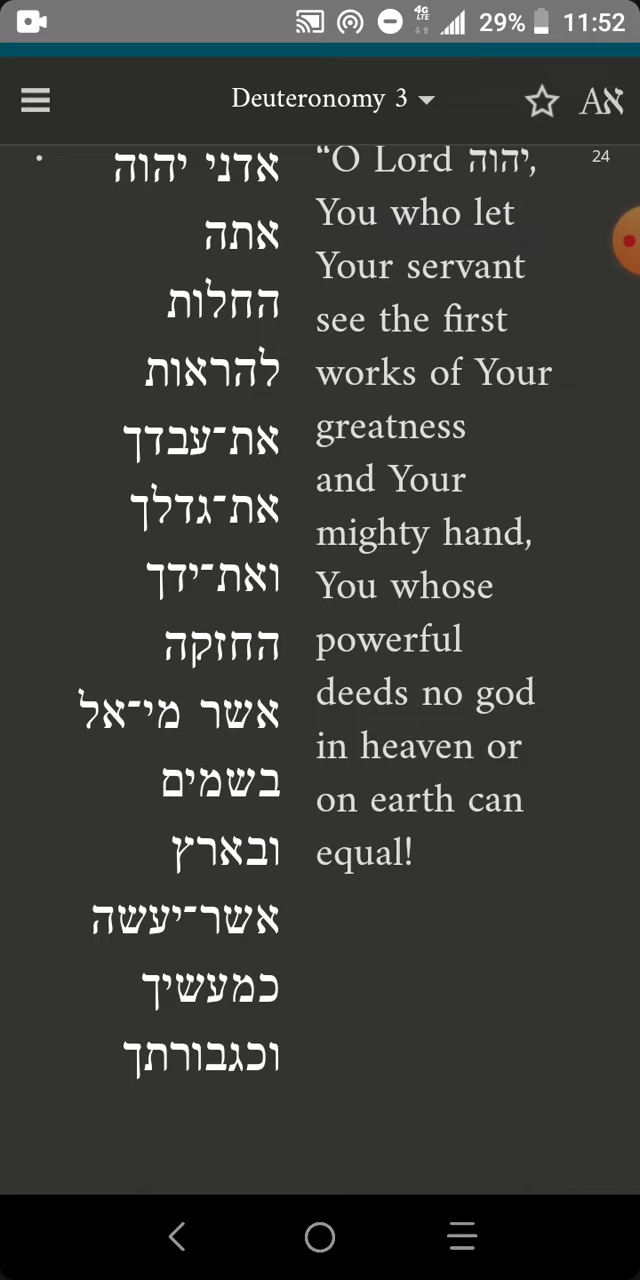 4G
LTE
29%
11:52
Deuteronomy 3
Aא
אדני יהוה
אתה
החלות
להראות
את־עבדך
את־גדלך
ואת־ידך
החזקה
אשר מי־אל
בשמים
ובארץ
אשר־יעשה
כמעשיך
וכגבורתך
24
“O Lord יהוה,
You who let
Your servant
see the first
works of Your
greatness
and Your
mighty hand,
You whose
powerful
deeds no god
in heaven or
on earth can
equal!